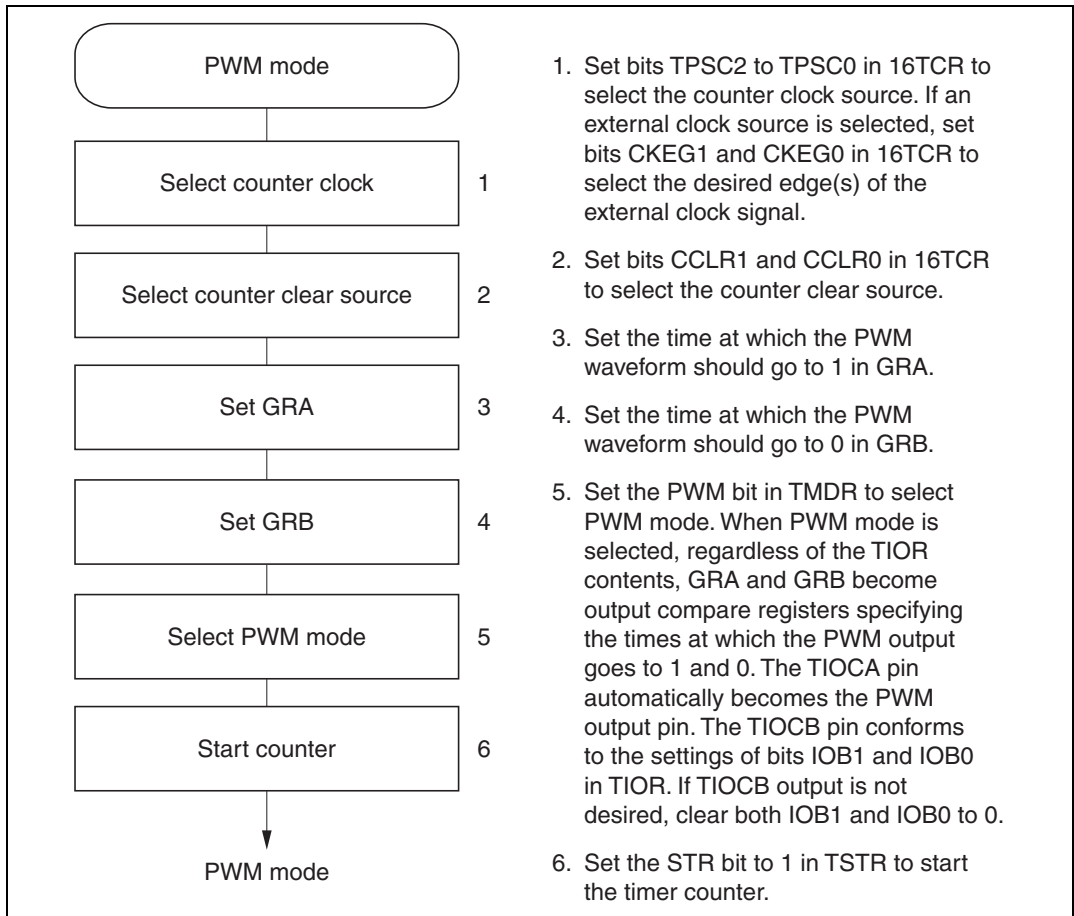 PWM mode
Select counter clock
1
Select counter clear source
2
Set GRA
3
Set GRB
4
Select PWM mode
5
Start counter
6
PWM mode
1. Set bits TPSC2 to TPSC0 in 16TCR to
select the counter clock source. If an
external clock source is selected, set
bits CKEG1 and CKEG0 in 16TCR to
select the desired edge(s) of the
external clock signal.
2. Set bits CCLR1 and CCLR0 in 16TCR
to select the counter clear source.
3. Set the time at which the PWM
waveform should go to 1 in GRA.
4. Set the time at which the PWM
waveform should go to 0 in GRB.
5. Set the PWM bit in TMDR to select
PWM mode. When PWM mode is
selected, regardless of the TIOR
contents, GRA and GRB become
output compare registers specifying
the times at which the PWM output
goes to 1 and 0. The TIOCA pin
automatically becomes the PWM
output pin. The TIOCB pin conforms
to the settings of bits IOB1 and IOB0
in TIOR. If TIOCB output is not
desired, clear both IOB1 and IOB0 to 0.
6. Set the STR bit to 1 in TSTR to start
the timer counter.